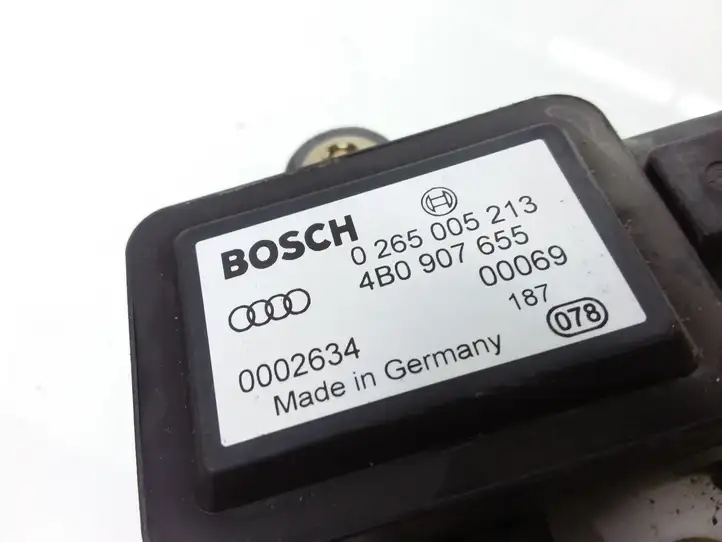 BOSCH 0 265 005 213
4B0 907 655
00069
187
078
0002634
Made in Germany